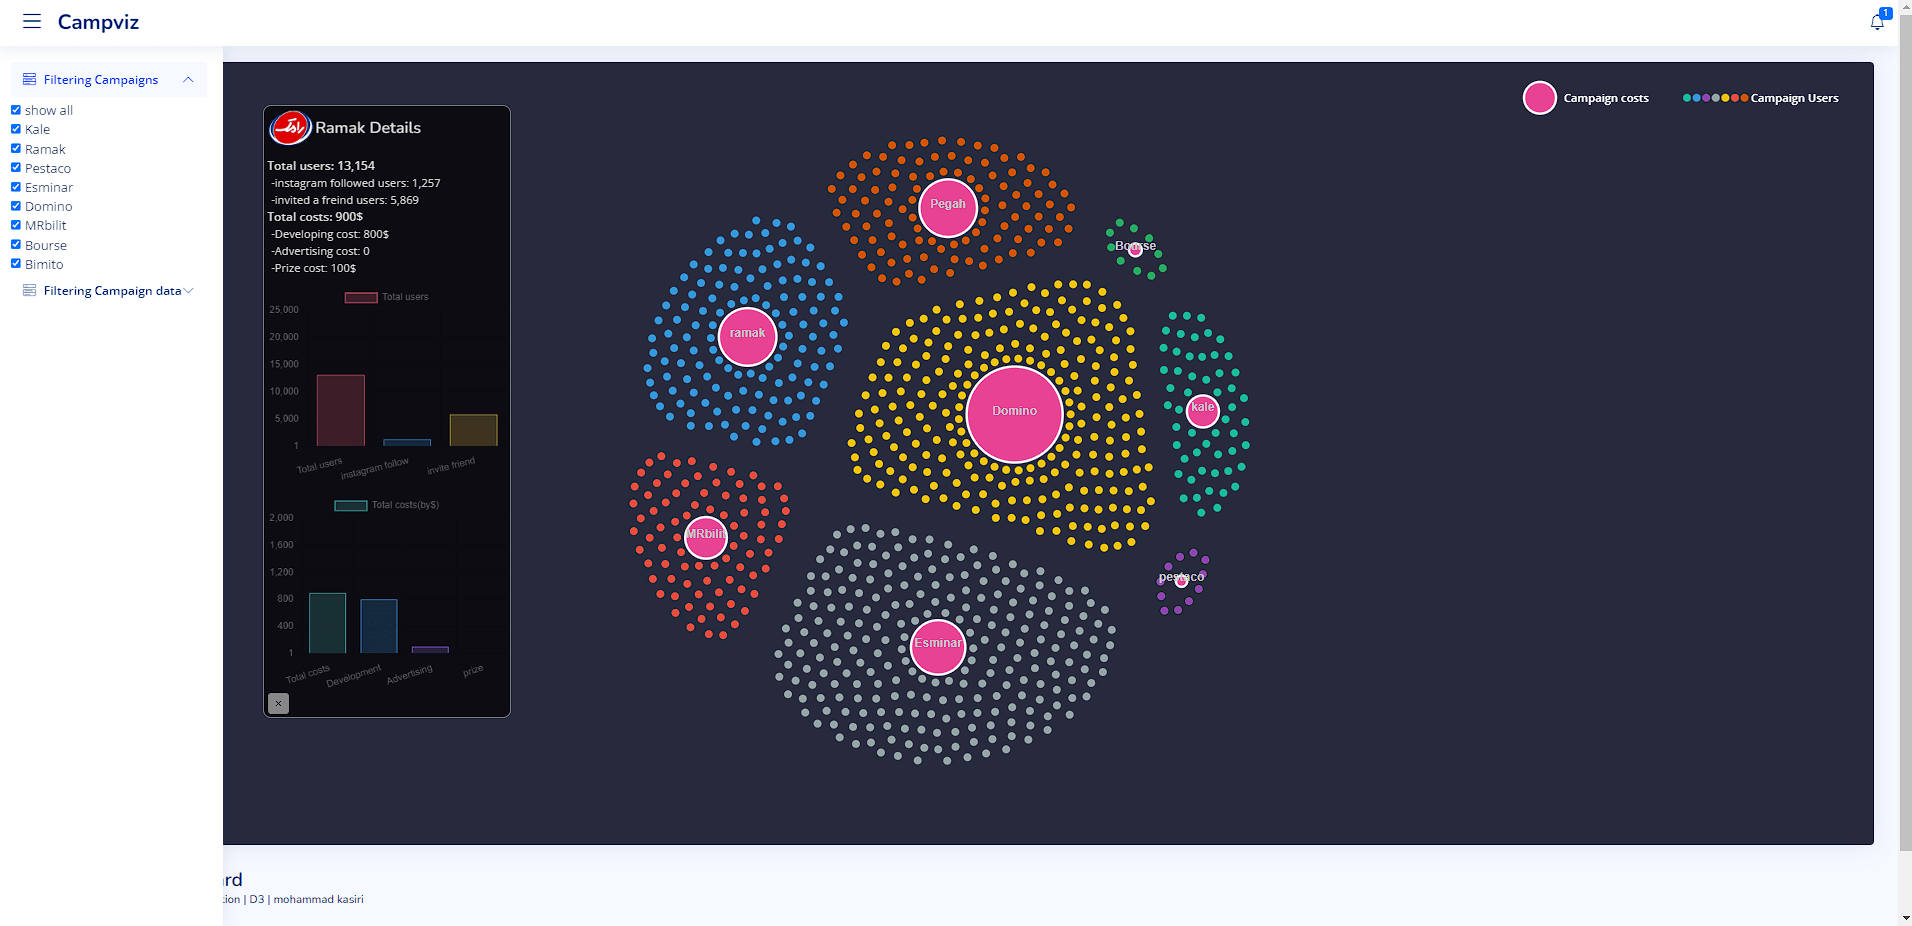 Campviz
1
Filtering Campaigns
show all
Kale
Ramak
Pestaco
Esminar
Domino
MRbilit
Bourse
Bimito
Filtering Campaign data
Campaign costs
Campaign Users
رامک
Ramak Details
Total users: 13,154
-instagram followed users: 1,257
-invited a freind users: 5,869
Total costs: 900$
-Developing cost: 800$
-Advertising cost: 0
-Prize cost: 100$
Total users
25,000
20,000
15,000
10,000
5,000
1
Total users
instagram follow
invite friend
Total costs(by$)
2,000
1,600
1,200
800
400
1
Total costs
Development
Advertising
prize
×
Pegah
Bourse
ramak
Domino
kale
MRbilit
pestaco
Esminar
rd
tion | D3 | mohammad kasiri